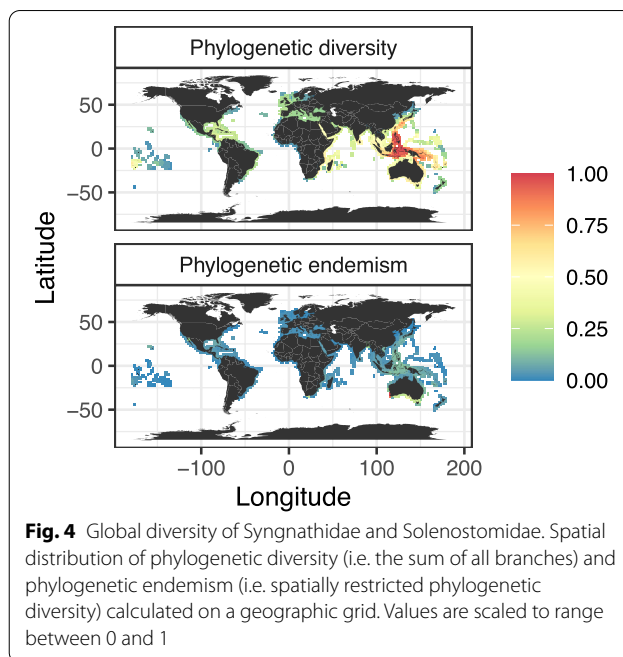 Phylogenetic diversity
50
0
−50
Phylogenetic endemism
50
0
−50
Latitude
−100 0 100 200
Longitude
1.00
0.75
0.50
0.25
0.00
Fig. 4 Global diversity of Syngnathidae and Solenostomidae. Spatial
distribution of phylogenetic diversity (i.e. the sum of all branches) and
phylogenetic endemism (i.e. spatially restricted phylogenetic
diversity) calculated on a geographic grid. Values are scaled to range
between 0 and 1